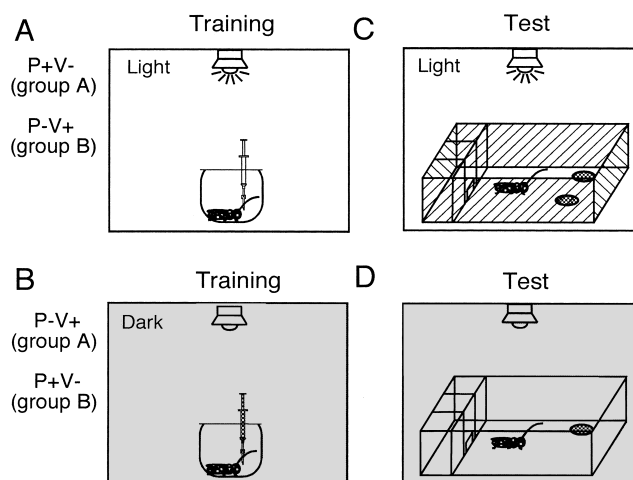 A
Training
P+V-
(group A)
P-V+
(group B)
Light
C
Test
Light
B
Training
P-V+
(group A)
P+V-
(group B)
Dark
D
Test